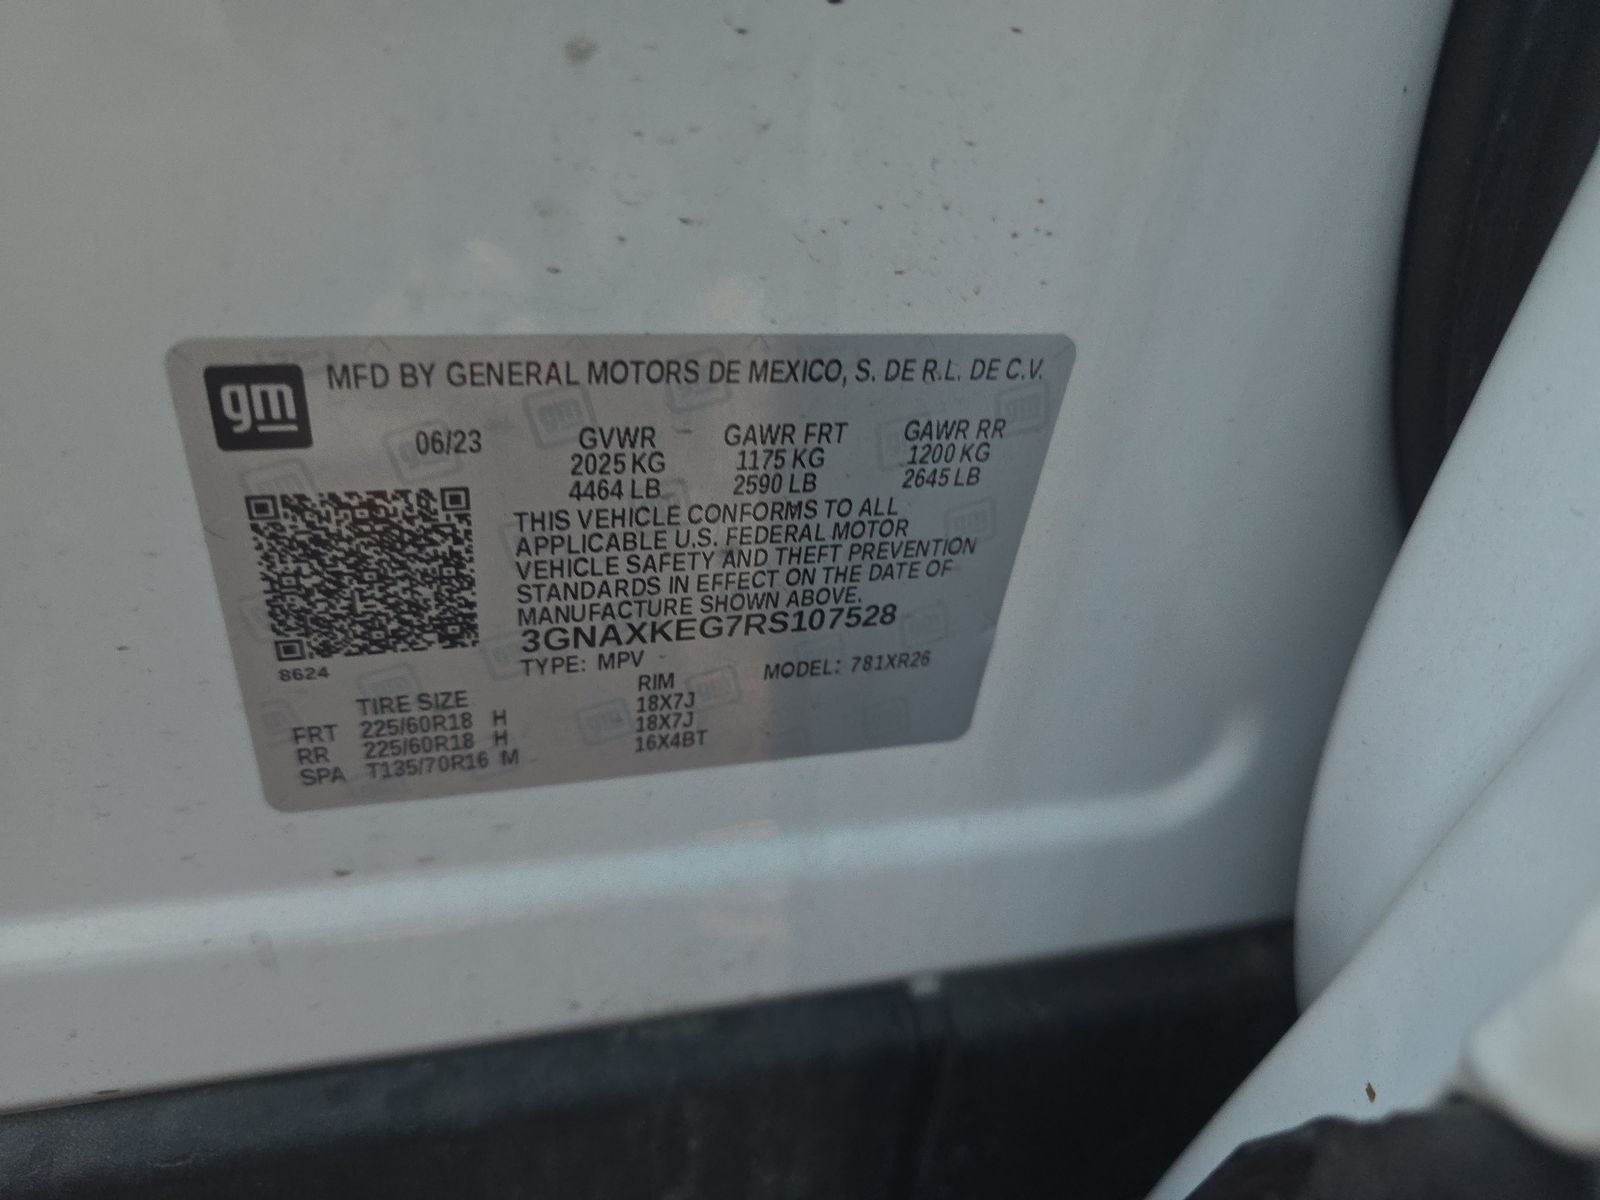 gm
MFD BY GENERAL MOTORS DE MEXICO, S. DE R.L. DE C.V.
06/23 GVWR GAWR FRT GAWR RR
2025 KG 1175 KG 1200 KG
4464 LB 2590 LB 2645 LB
THIS VEHICLE CONFORMS TO ALL
APPLICABLE U.S. FEDERAL MOTOR
VEHICLE SAFETY AND THEFT PREVENTION
STANDARDS IN EFFECT ON THE DATE OF
MANUFACTURE SHOWN ABOVE.
3GNAXKEG7RS107528
TYPE: MPV MODEL: 781XR26
8624
TIRE SIZE RIM
FRT 225/60R18 H 18X7J
RR 225/60R18 H 18X7J
SPA T135/70R16 M 16X4BT